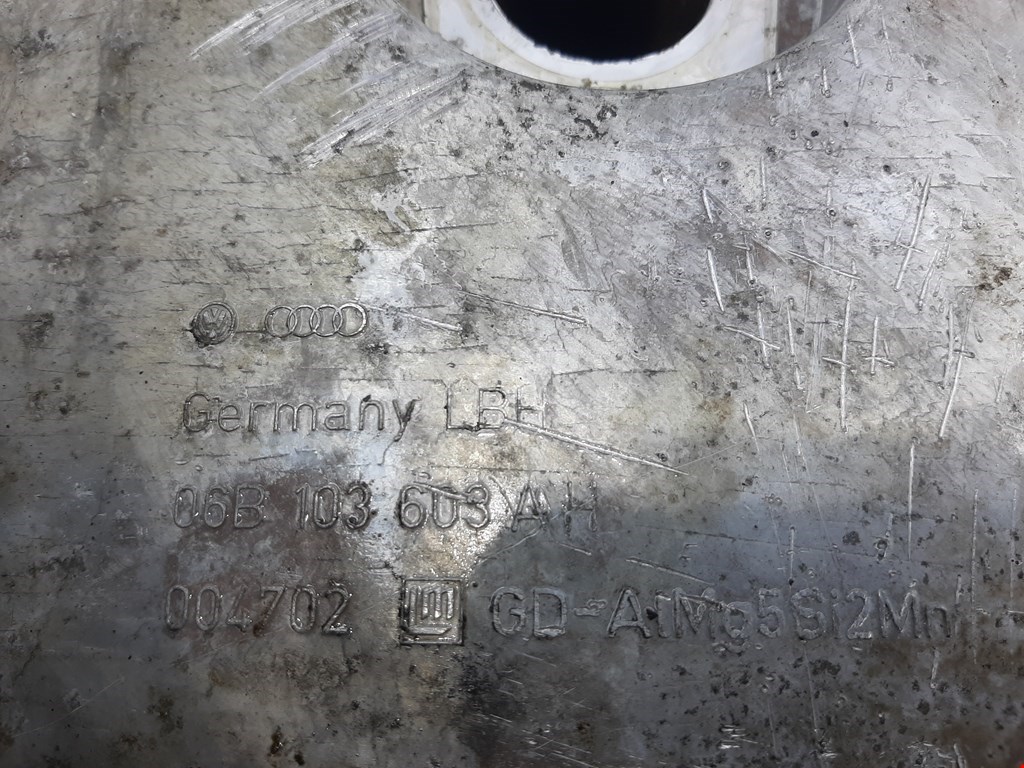 Germany LBH
06B 103 603 AH
004702 GD-AlMg5Si2Mn